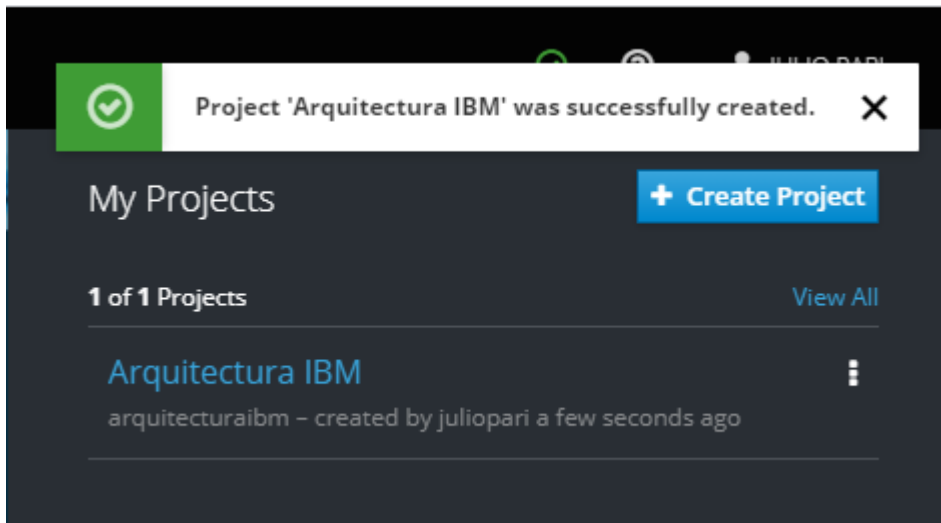 Project 'Arquitectura IBM' was successfully created.
My Projects
Create Project
1 of 1 Projects
View All
Arquitectura IBM
arquitecturaibm – created by juliopari a few seconds ago